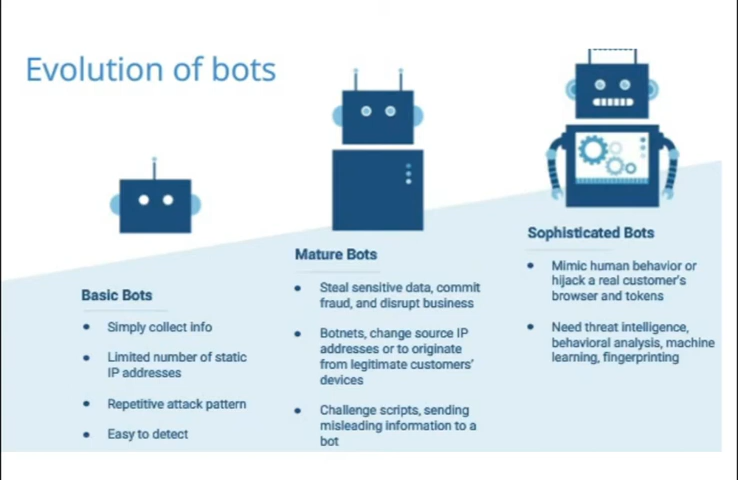 Evolution of bots
Basic Bots
Simply collect info
Limited number of static
IP addresses
Repetitive attack pattern
Easy to detect
Mature Bots
Steal sensitive data, commit
fraud, and disrupt business
Botnets, change source IP
addresses or to originate
from legitimate customers'
devices
Challenge scripts, sending
misleading information to a
bot
Sophisticated Bots
Mimic human behavior or
hijack a real customer's
browser and tokens
Need threat intelligence,
behavioral analysis, machine
learning, fingerprinting